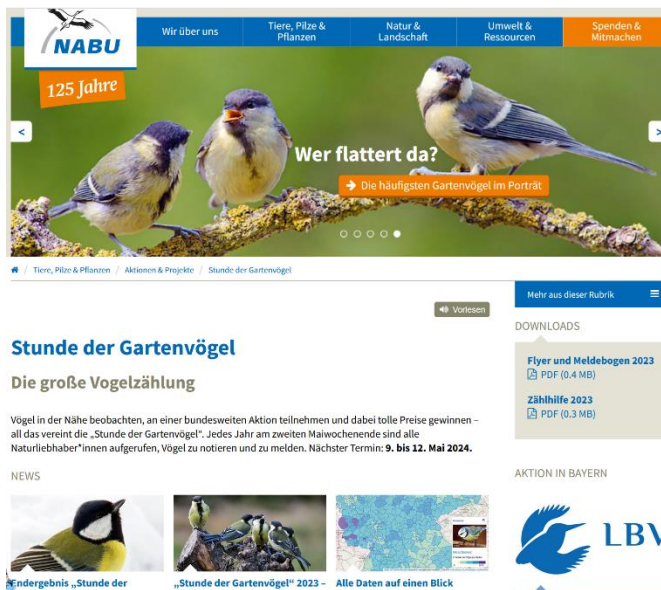 NABU
125 Jahre
Wir über uns
Tiere, Pilze &
Pflanzen
Natur &
Landschaft
Umwelt &
Ressourcen
Spenden &
Mitmachen
<
>
Wer flattert da?
→ Die häufigsten Gartenvögel im Porträt
/ Tiere, Pilze & Pflanzen / Aktionen & Projekte / Stunde der Gartenvögel
Vorlesen
Stunde der Gartenvögel
Die große Vogelzählung
Vögel in der Nähe beobachten, an einer bundesweiten Aktion teilnehmen und dabei tolle Preise gewinnen –
all das vereint die „Stunde der Gartenvögel“. Jedes Jahr am zweiten Maiwochenende sind alle
Naturliebhaber*innen aufgerufen, Vögel zu notieren und zu melden. Nächster Termin: 9. bis 12. Mai 2024.
NEWS
Endergebnis „Stunde der
„Stunde der Gartenvögel“ 2023 –
Alle Daten auf einen Blick
Mehr aus dieser Rubrik
DOWNLOADS
Flyer und Meldebogen 2023
PDF (0.4 MB)
Zählhilfe 2023
PDF (0.3 MB)
AKTION IN BAYERN
LBV